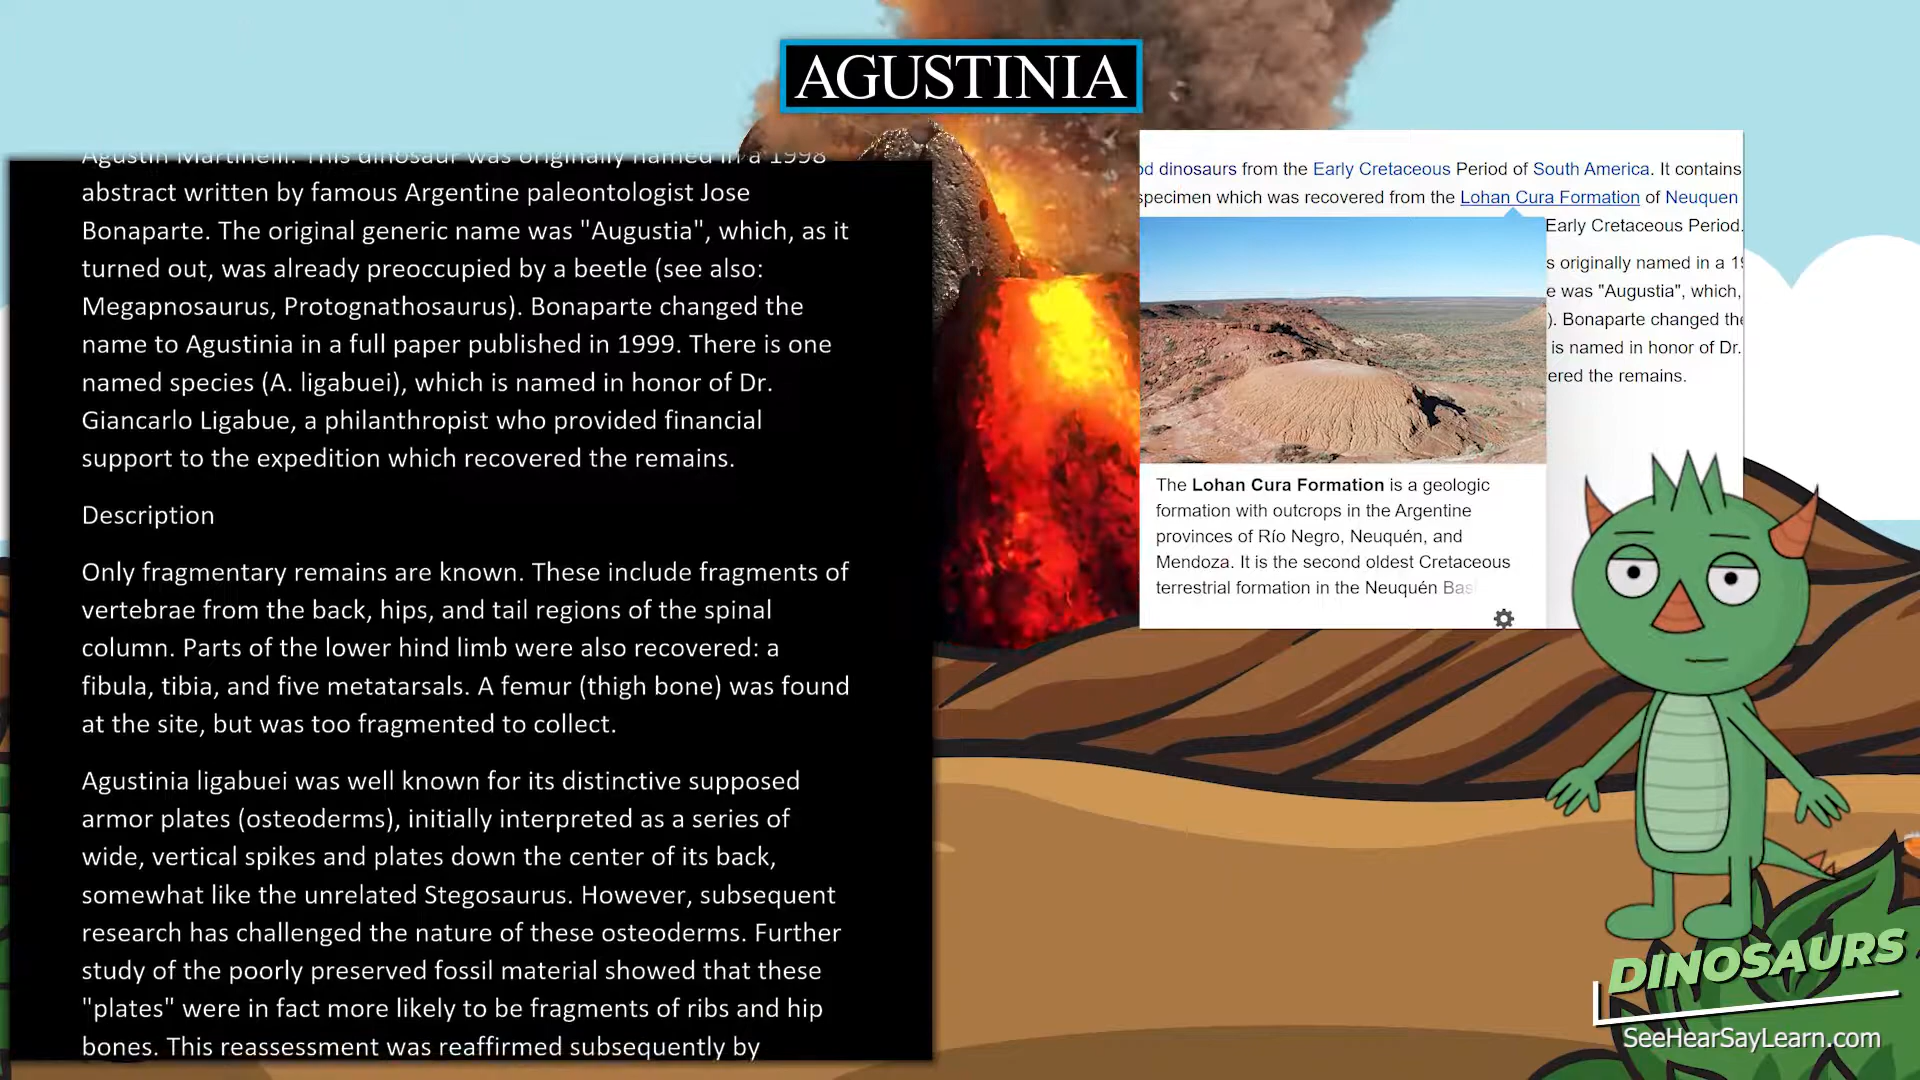 AGUSTINIA
Agustin Martinelli. This dinosaur was originally named in a 1998
abstract written by famous Argentine paleontologist Jose
Bonaparte. The original generic name was "Augustia", which, as it
turned out, was already preoccupied by a beetle (see also:
Megapnosaurus, Protognathosaurus). Bonaparte changed the
name to Agustinia in a full paper published in 1999. There is one
named species (A. ligabuei), which is named in honor of Dr.
Giancarlo Ligabue, a philanthropist who provided financial
support to the expedition which recovered the remains.
Description
Only fragmentary remains are known. These include fragments of
vertebrae from the back, hips, and tail regions of the spinal
column. Parts of the lower hind limb were also recovered: a
fibula, tibia, and five metatarsals. A femur (thigh bone) was found
at the site, but was too fragmented to collect.
Agustinia ligabuei was well known for its distinctive supposed
armor plates (osteoderms), initially interpreted as a series of
wide, vertical spikes and plates down the center of its back,
somewhat like the unrelated Stegosaurus. However, subsequent
research has challenged the nature of these osteoderms. Further
study of the poorly preserved fossil material showed that these
"plates" were in fact more likely to be fragments of ribs and hip
bones. This reassessment was reaffirmed subsequently by
od dinosaurs from the Early Cretaceous Period of South America. It contains
specimen which was recovered from the Lohan Cura Formation of Neuquen
Early Cretaceous Period.
s originally named in a 19
e was "Augustia", which,
). Bonaparte changed the
is named in honor of Dr.
ered the remains.
The Lohan Cura Formation is a geologic
formation with outcrops in the Argentine
provinces of Río Negro, Neuquén, and
Mendoza. It is the second oldest Cretaceous
terrestrial formation in the Neuquén Bas
DINOSAURS
SeeHearSayLearn.com